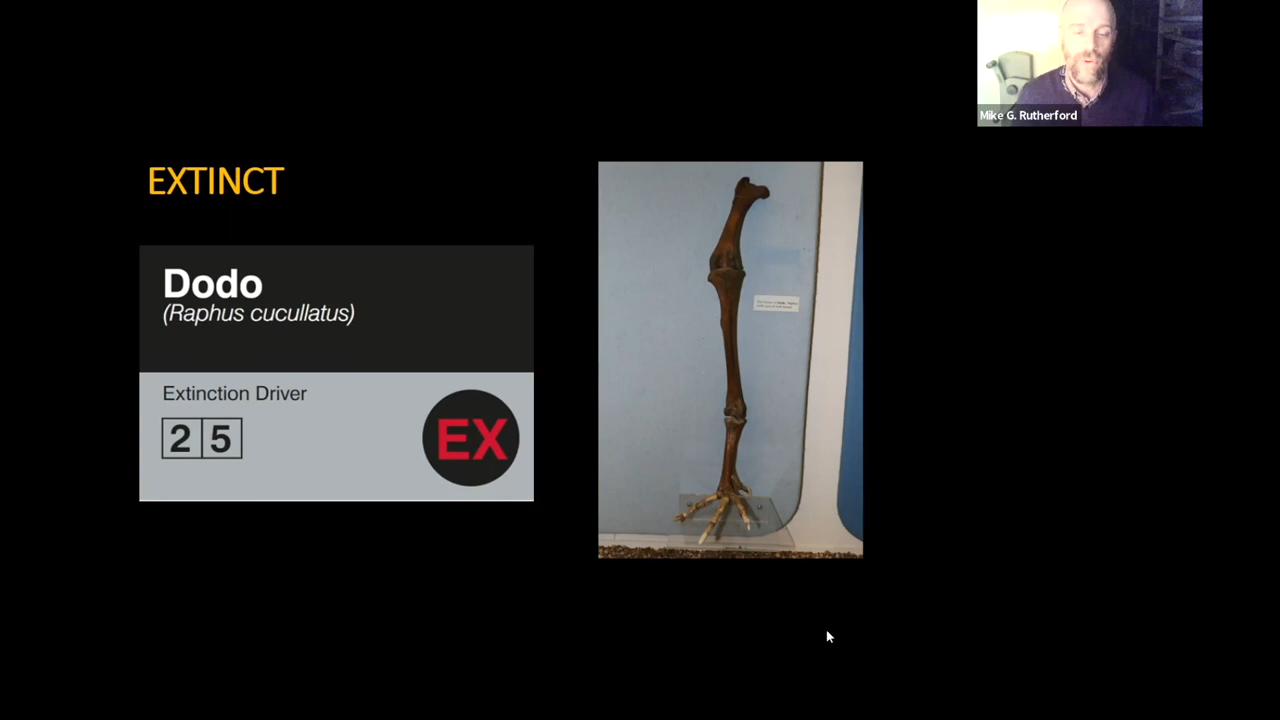 Mike G. Rutherford
EXTINCT
Dodo
(Raphus cucullatus)
Extinction Driver
2 5
EX